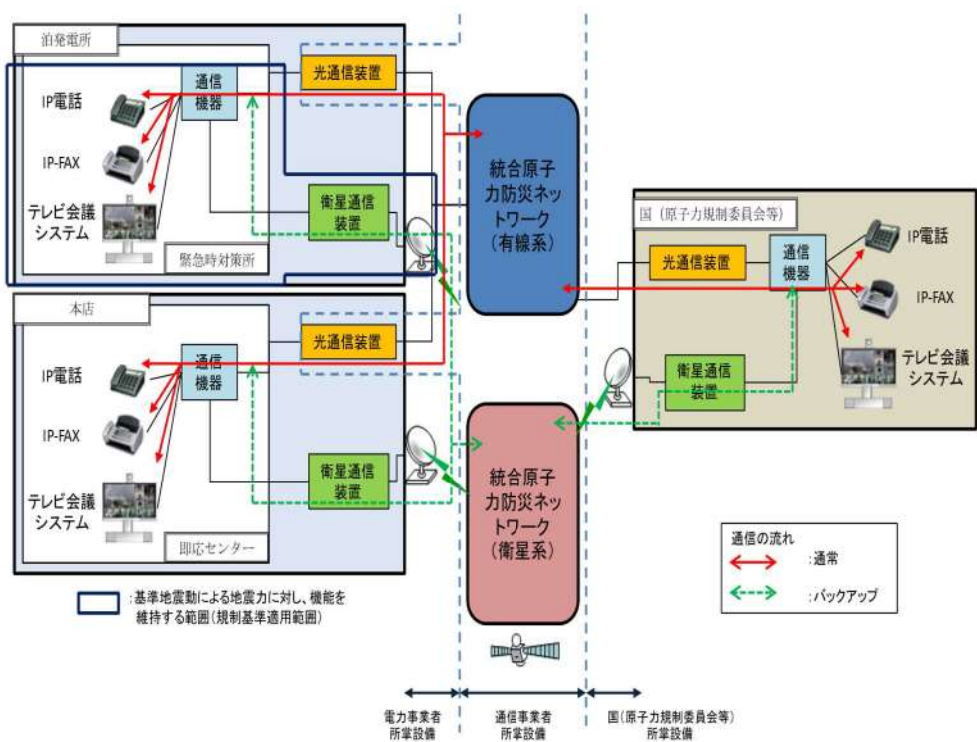 泊発電所
光通信装置
通信
機器
IP電話
IP-FAX
テレビ会議
システム
衛星通信
装置
緊急時対策所
本店
光通信装置
通信
機器
IP電話
IP-FAX
テレビ会議
システム
衛星通信
装置
即応センター
統合原子
力防災ネッ
トワーク
(有線系)
統合原子
力防災ネッ
トワーク
(衛星系)
国(原子力規制委員会等)
光通信装置
通信
機器
IP電話
IP-FAX
テレビ会議
システム
衛星通信
装置
通信の流れ
:通常
:バックアップ
:基準地震動による地震力に対し、機能を
維持する範囲(規制基準適用範囲)
電力事業者
所掌設備
通信事業者
所掌設備
国(原子力規制委員会等)
所掌設備